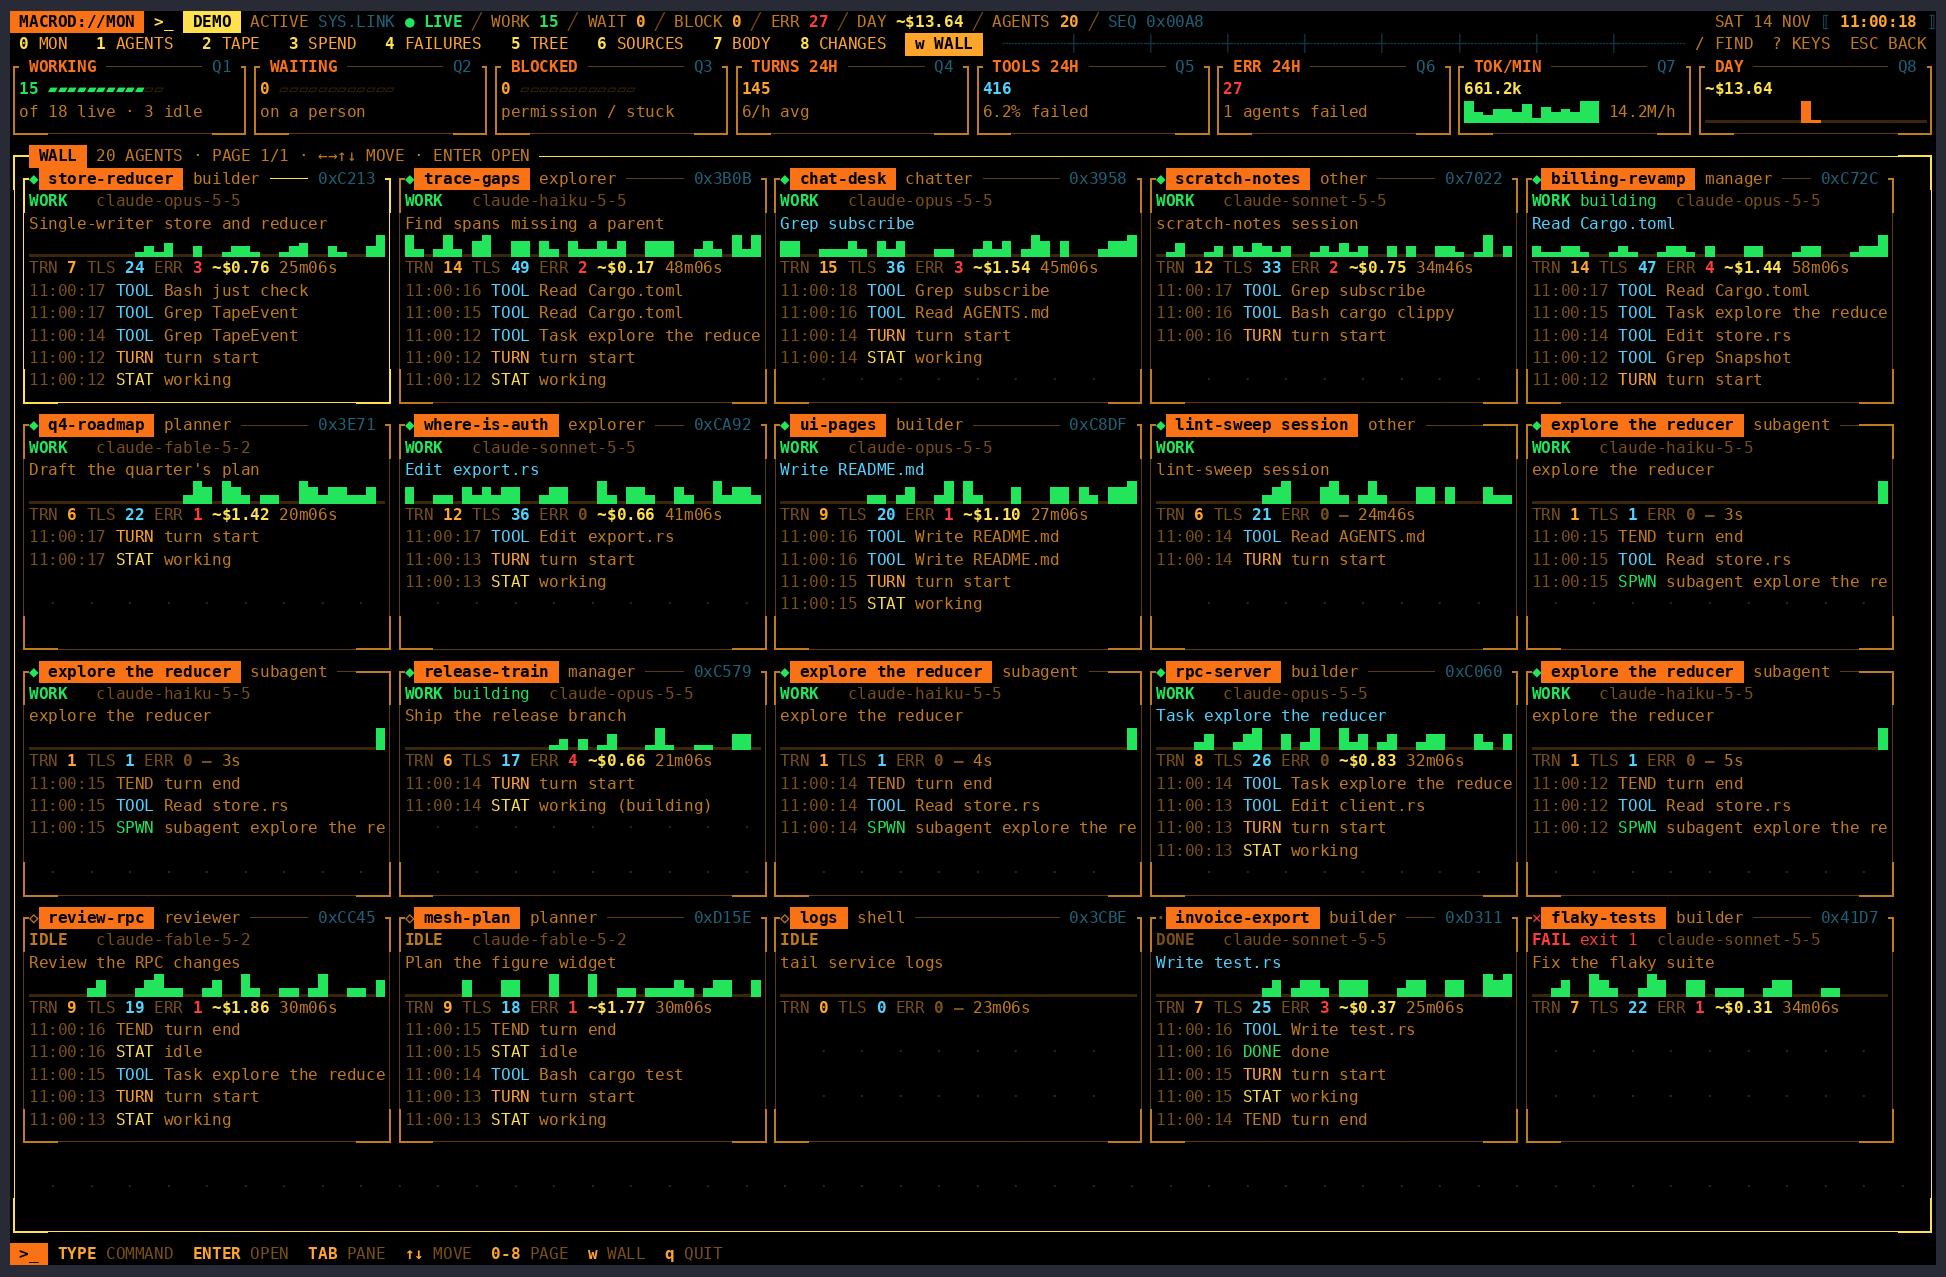 MACROD://MON >_ DEMO ACTIVE SYS.LINK ● LIVE / WORK 15 / WAIT 0 / BLOCK 0 / ERR 27 / DAY ~$13.64 / AGENTS 20 / SEQ 0x00A8 SAT 14 NOV 11:00:18
0 MON 1 AGENTS 2 TAPE 3 SPEND 4 FAILURES 5 TREE 6 SOURCES 7 BODY 8 CHANGES w WALL / FIND ? KEYS ESC BACK
WORKING Q1 WAITING Q2 BLOCKED Q3 TURNS 24H Q4 TOOLS 24H Q5 ERR 24H Q6 TOK/MIN Q7 DAY Q8
15 0 0 145 416 27 661.2k ~$13.64
of 18 live · 3 idle on a person permission / stuck 6/h avg 6.2% failed 1 agents failed 14.2M/h
WALL 20 AGENTS · PAGE 1/1 · ←→↑↓ MOVE · ENTER OPEN
◆ store-reducer builder 0xC213
WORK claude-opus-5-5
Single-writer store and reducer
TRN 7 TLS 24 ERR 3 ~$0.76 25m06s
11:00:17 TOOL Bash just check
11:00:17 TOOL Grep TapeEvent
11:00:14 TOOL Grep TapeEvent
11:00:12 TURN turn start
11:00:12 STAT working
◆ trace-gaps explorer 0x3B0B
WORK claude-haiku-5-5
Find spans missing a parent
TRN 14 TLS 49 ERR 2 ~$0.17 48m06s
11:00:16 TOOL Read Cargo.toml
11:00:15 TOOL Read Cargo.toml
11:00:12 TOOL Task explore the reduce
11:00:12 TURN turn start
11:00:12 STAT working
◆ chat-desk chatter 0x3958
WORK claude-opus-5-5
Grep subscribe
TRN 15 TLS 36 ERR 3 ~$1.54 45m06s
11:00:18 TOOL Grep subscribe
11:00:16 TOOL Read AGENTS.md
11:00:14 TURN turn start
11:00:14 STAT working
◆ scratch-notes other 0x7022
WORK claude-sonnet-5-5
scratch-notes session
TRN 12 TLS 33 ERR 2 ~$0.75 34m46s
11:00:17 TOOL Grep subscribe
11:00:16 TOOL Bash cargo clippy
11:00:16 TURN turn start
◆ billing-revamp manager 0xC72C
WORK building claude-opus-5-5
Read Cargo.toml
TRN 14 TLS 47 ERR 4 ~$1.44 58m06s
11:00:17 TOOL Read Cargo.toml
11:00:15 TOOL Task explore the reduce
11:00:14 TOOL Edit store.rs
11:00:12 TOOL Grep Snapshot
11:00:12 TURN turn start
◆ q4-roadmap planner 0x3E71
WORK claude-fable-5-2
Draft the quarter's plan
TRN 6 TLS 22 ERR 1 ~$1.42 20m06s
11:00:17 TURN turn start
11:00:17 STAT working
◆ where-is-auth explorer 0xCA92
WORK claude-sonnet-5-5
Edit export.rs
TRN 12 TLS 36 ERR 0 ~$0.66 41m06s
11:00:17 TOOL Edit export.rs
11:00:13 TURN turn start
11:00:13 STAT working
◆ ui-pages builder 0xC8DF
WORK claude-opus-5-5
Write README.md
TRN 9 TLS 20 ERR 1 ~$1.10 27m06s
11:00:16 TOOL Write README.md
11:00:16 TOOL Write README.md
11:00:15 TURN turn start
11:00:15 STAT working
◆ lint-sweep session other
WORK
lint-sweep session
TRN 6 TLS 21 ERR 0 — 24m46s
11:00:14 TOOL Read AGENTS.md
11:00:14 TURN turn start
◆ explore the reducer subagent
WORK claude-haiku-5-5
explore the reducer
TRN 1 TLS 1 ERR 0 — 3s
11:00:15 TEND turn end
11:00:15 TOOL Read store.rs
11:00:15 SPWN subagent explore the re
◆ explore the reducer subagent
WORK claude-haiku-5-5
explore the reducer
TRN 1 TLS 1 ERR 0 — 3s
11:00:15 TEND turn end
11:00:15 TOOL Read store.rs
11:00:15 SPWN subagent explore the re
◆ release-train manager 0xC579
WORK building claude-opus-5-5
Ship the release branch
TRN 6 TLS 17 ERR 4 ~$0.66 21m06s
11:00:14 TURN turn start
11:00:14 STAT working (building)
◆ explore the reducer subagent
WORK claude-haiku-5-5
explore the reducer
TRN 1 TLS 1 ERR 0 — 4s
11:00:14 TEND turn end
11:00:14 TOOL Read store.rs
11:00:14 SPWN subagent explore the re
◆ rpc-server builder 0xC060
WORK claude-opus-5-5
Task explore the reducer
TRN 8 TLS 26 ERR 0 ~$0.83 32m06s
11:00:14 TOOL Task explore the reduce
11:00:13 TOOL Edit client.rs
11:00:13 TURN turn start
11:00:13 STAT working
◆ explore the reducer subagent
WORK claude-haiku-5-5
explore the reducer
TRN 1 TLS 1 ERR 0 — 5s
11:00:12 TEND turn end
11:00:12 TOOL Read store.rs
11:00:12 SPWN subagent explore the re
◇ review-rpc reviewer 0xCC45
IDLE claude-fable-5-2
Review the RPC changes
TRN 9 TLS 19 ERR 1 ~$1.86 30m06s
11:00:16 TEND turn end
11:00:16 STAT idle
11:00:15 TOOL Task explore the reduce
11:00:13 TURN turn start
11:00:13 STAT working
◇ mesh-plan planner 0xD15E
IDLE claude-fable-5-2
Plan the figure widget
TRN 9 TLS 18 ERR 1 ~$1.77 30m06s
11:00:15 TEND turn end
11:00:15 STAT idle
11:00:14 TOOL Bash cargo test
11:00:13 TURN turn start
11:00:13 STAT working
◇ logs shell 0x3CBE
IDLE
tail service logs
TRN 0 TLS 0 ERR 0 — 23m06s
· invoice-export builder 0xD311
DONE claude-sonnet-5-5
Write test.rs
TRN 7 TLS 25 ERR 3 ~$0.37 25m06s
11:00:16 TOOL Write test.rs
11:00:16 DONE done
11:00:15 TURN turn start
11:00:15 STAT working
11:00:14 TEND turn end
× flaky-tests builder 0x41D7
FAIL exit 1 claude-sonnet-5-5
Fix the flaky suite
TRN 7 TLS 22 ERR 1 ~$0.31 34m06s
>_ TYPE COMMAND ENTER OPEN TAB PANE ↑↓ MOVE 0-8 PAGE w WALL q QUIT